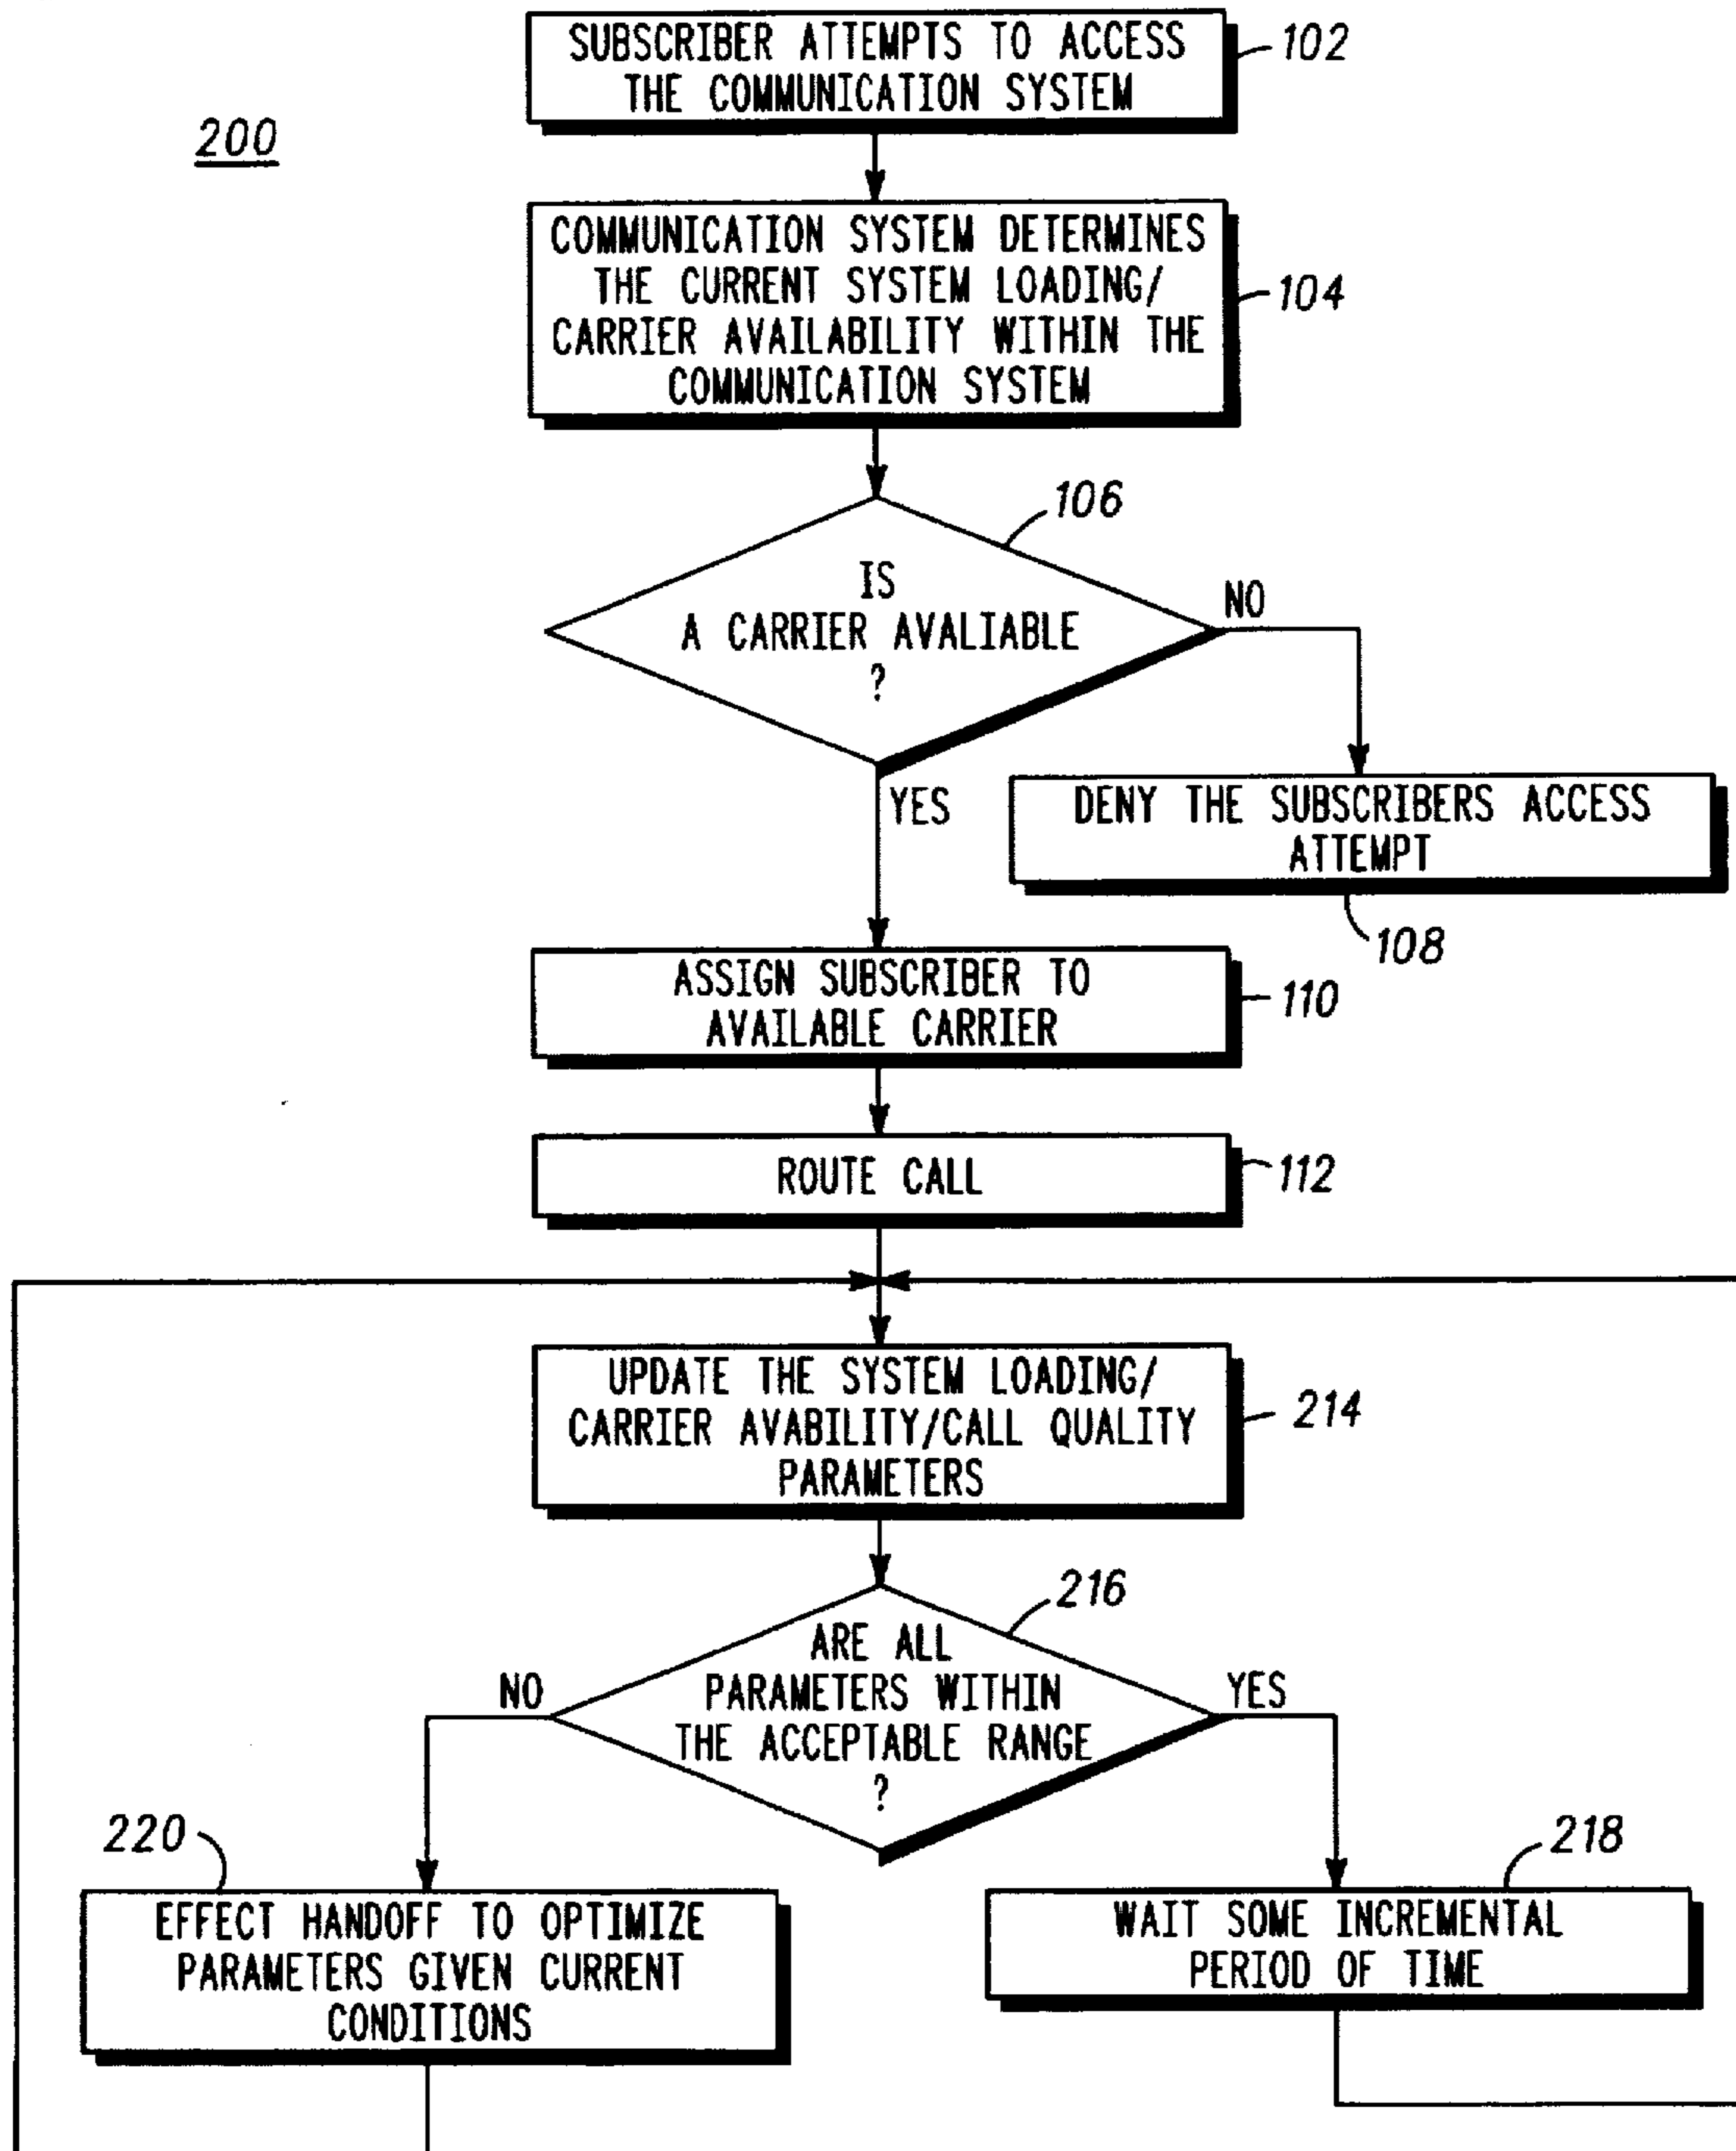 SUBSCRIBER ATTEMPTS TO ACCESS
THE COMMUNICATION SYSTEM
102
200
COMMUNICATION SYSTEM DETERMINES
THE CURRENT SYSTEM LOADING/
CARRIER AVAILABILITY WITHIN THE
COMMUNICATION SYSTEM
104
106
IS
A CARRIER AVALIABLE
?
NO
YES
DENY THE SUBSCRIBERS ACCESS
ATTEMPT
108
ASSIGN SUBSCRIBER TO
AVAILABLE CARRIER
110
ROUTE CALL
112
UPDATE THE SYSTEM LOADING/
CARRIER AVABILITY/CALL QUALITY
PARAMETERS
214
216
ARE ALL
PARAMETERS WITHIN
THE ACCEPTABLE RANGE
?
NO
YES
220
EFFECT HANDOFF TO OPTIMIZE
PARAMETERS GIVEN CURRENT
CONDITIONS
218
WAIT SOME INCREMENTAL
PERIOD OF TIME